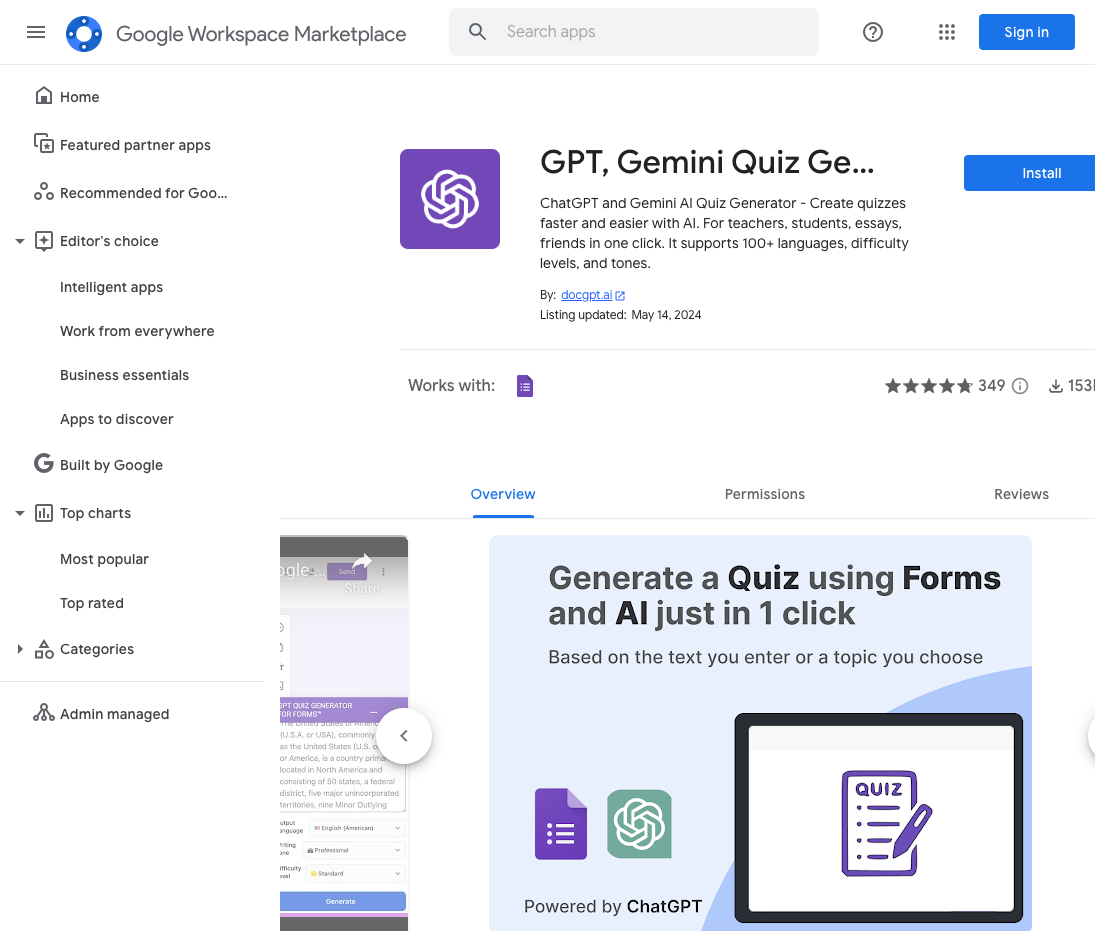 Google Workspace Marketplace
Search apps
Sign in
Home
Featured partner apps
Recommended for Goo...
Editor's choice
Intelligent apps
Work from everywhere
Business essentials
Apps to discover
Built by Google
Top charts
Most popular
Top rated
Categories
Admin managed
GPT, Gemini Quiz Ge...
Install
ChatGPT and Gemini AI Quiz Generator - Create quizzes
faster and easier with AI. For teachers, students, essays,
friends in one click. It supports 100+ languages, difficulty
levels, and tones.
By: docgpt.ai
Listing updated: May 14, 2024
Works with:
349
153
Overview
Permissions
Reviews
ogle ...
Send
Share
GPT QUIZ GENERATOR
FOR FORMS™
The United States of America
(U.S.A. or USA), commonly
as the United States (U.S. o
or America, is a country prima
located in North America and
consisting of 50 states, a federal
district, five major unincorporated
territories, nine Minor Outlying
utput
anguage
English (American)
riting
one
Professional
ifficulty
evel
Standard
Generate
Generate a Quiz using Forms
and AI just in 1 click
Based on the text you enter or a topic you choose
QUIZ
Powered by ChatGPT